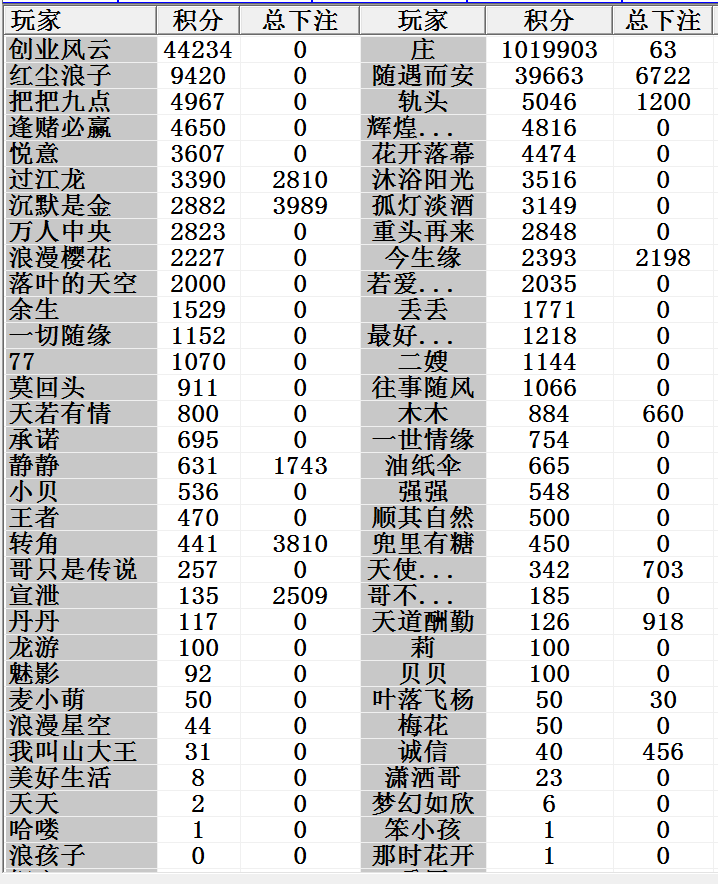 玩家 积分 总下注 玩家 积分 总下注
创业风云 44234 0 庄 1019903 63
红尘浪子 9420 0 随遇而安 39663 6722
把把九点 4967 0 轨头 5046 1200
逢赌必赢 4650 0 辉煌... 4816 0
悦意 3607 0 花开落幕 4474 0
过江龙 3390 2810 沐浴阳光 3516 0
沉默是金 2882 3989 孤灯淡酒 3149 0
万人中央 2823 0 重头再来 2848 0
浪漫樱花 2227 0 今生缘 2393 2198
落叶的天空 2000 0 若爱... 2035 0
余生 1529 0 丢丢 1771 0
一切随缘 1152 0 最好... 1218 0
77 1070 0 二嫂 1144 0
莫回头 911 0 往事随风 1066 0
天若有情 800 0 木木 884 660
承诺 695 0 一世情缘 754 0
静静 631 1743 油纸伞 665 0
小贝 536 0 强强 548 0
王者 470 0 顺其自然 500 0
转角 441 3810 兜里有糖 450 0
哥只是传说 257 0 天使... 342 703
宣泄 135 2509 哥不... 185 0
丹丹 117 0 天道酬勤 126 918
龙游 100 0 莉 100 0
魅影 92 0 贝贝 100 0
麦小萌 50 0 叶落飞杨 50 30
浪漫星空 44 0 梅花 50 0
我叫山大王 31 0 诚信 40 456
美好生活 8 0 潇洒哥 23 0
天天 2 0 梦幻如欣 6 0
哈喽 1 0 笨小孩 1 0
浪孩子 0 0 那时花开 1 0